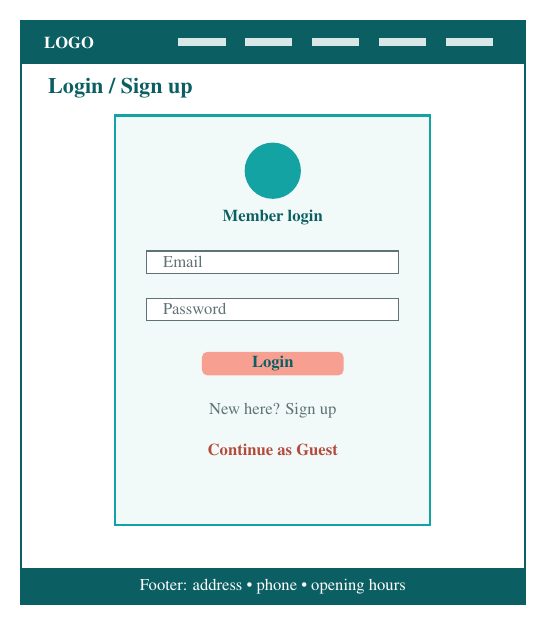 LOGO
Login / Sign up
Member login
Email
Password
Login
New here? Sign up
Continue as Guest
Footer: address • phone • opening hours